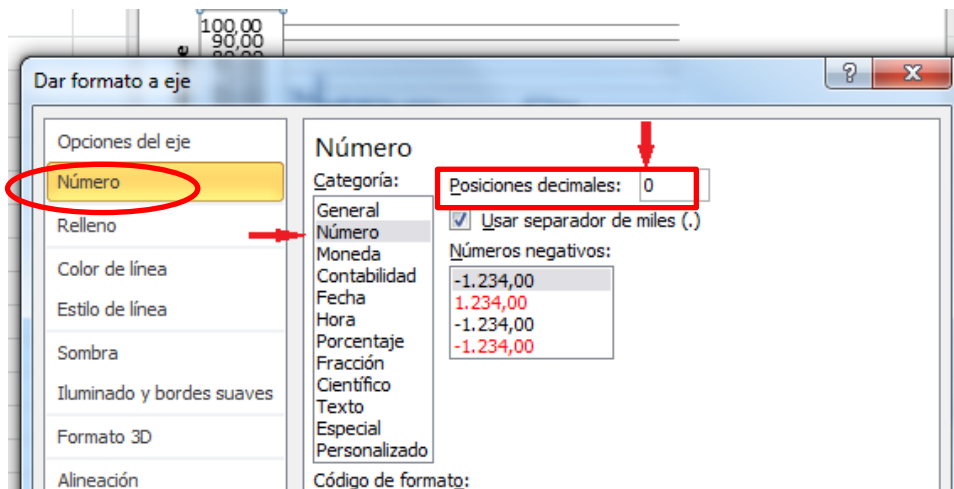 100,00
90,00
Dar formato a eje
Opciones del eje
Número
Relleno
Color de línea
Estilo de línea
Sombra
Iluminado y bordes suaves
Formato 3D
Alineación
Número
Categoría:
General
Número
Moneda
Contabilidad
Fecha
Hora
Porcentaje
Fracción
Científico
Texto
Especial
Personalizado
Posiciones decimales: 0
Usar separador de miles (.)
Números negativos:
-1.234,00
1.234,00
-1.234,00
-1.234,00
Código de formato: